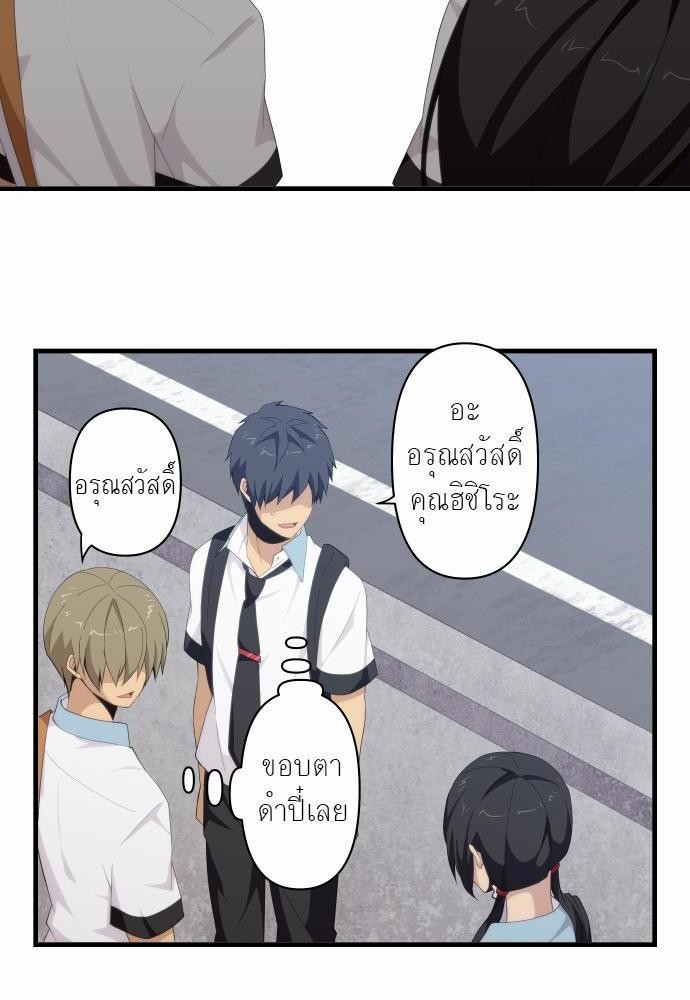 อรุณสวัสดิ์
อะ
อรุณสวัสดิ์
คุณฮิชิโระ
ขอบตา
ดำปี๋เลย